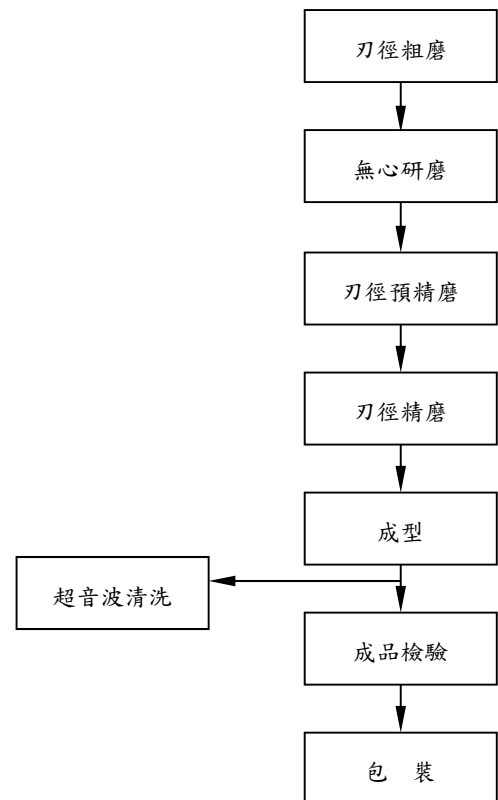 刃徑粗磨
無心研磨
刃徑預精磨
刃徑精磨
成型
超音波清洗
成品檢驗
包　裝